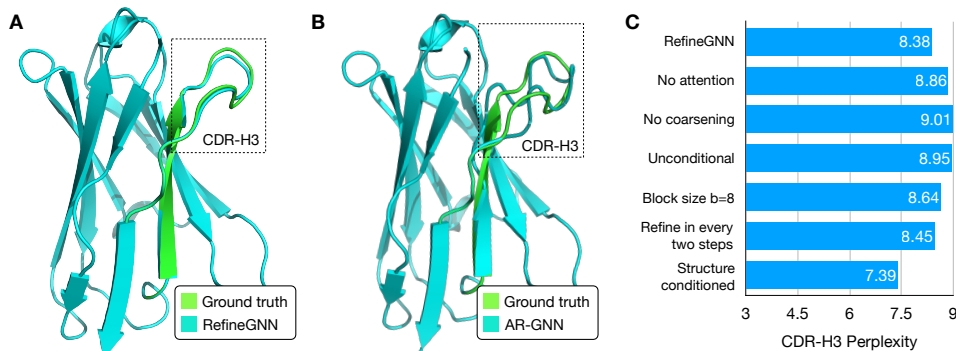 A
CDR-H3
Ground truth
RefineGNN
B
CDR-H3
Ground truth
AR-GNN
C
RefineGNN 8.38
No attention 8.86
No coarsening 9.01
Unconditional 8.95
Block size b=8 8.64
Refine in every
two steps 8.45
Structure
conditioned 7.39
3 4.5 6 7.5 9
CDR-H3 Perplexity